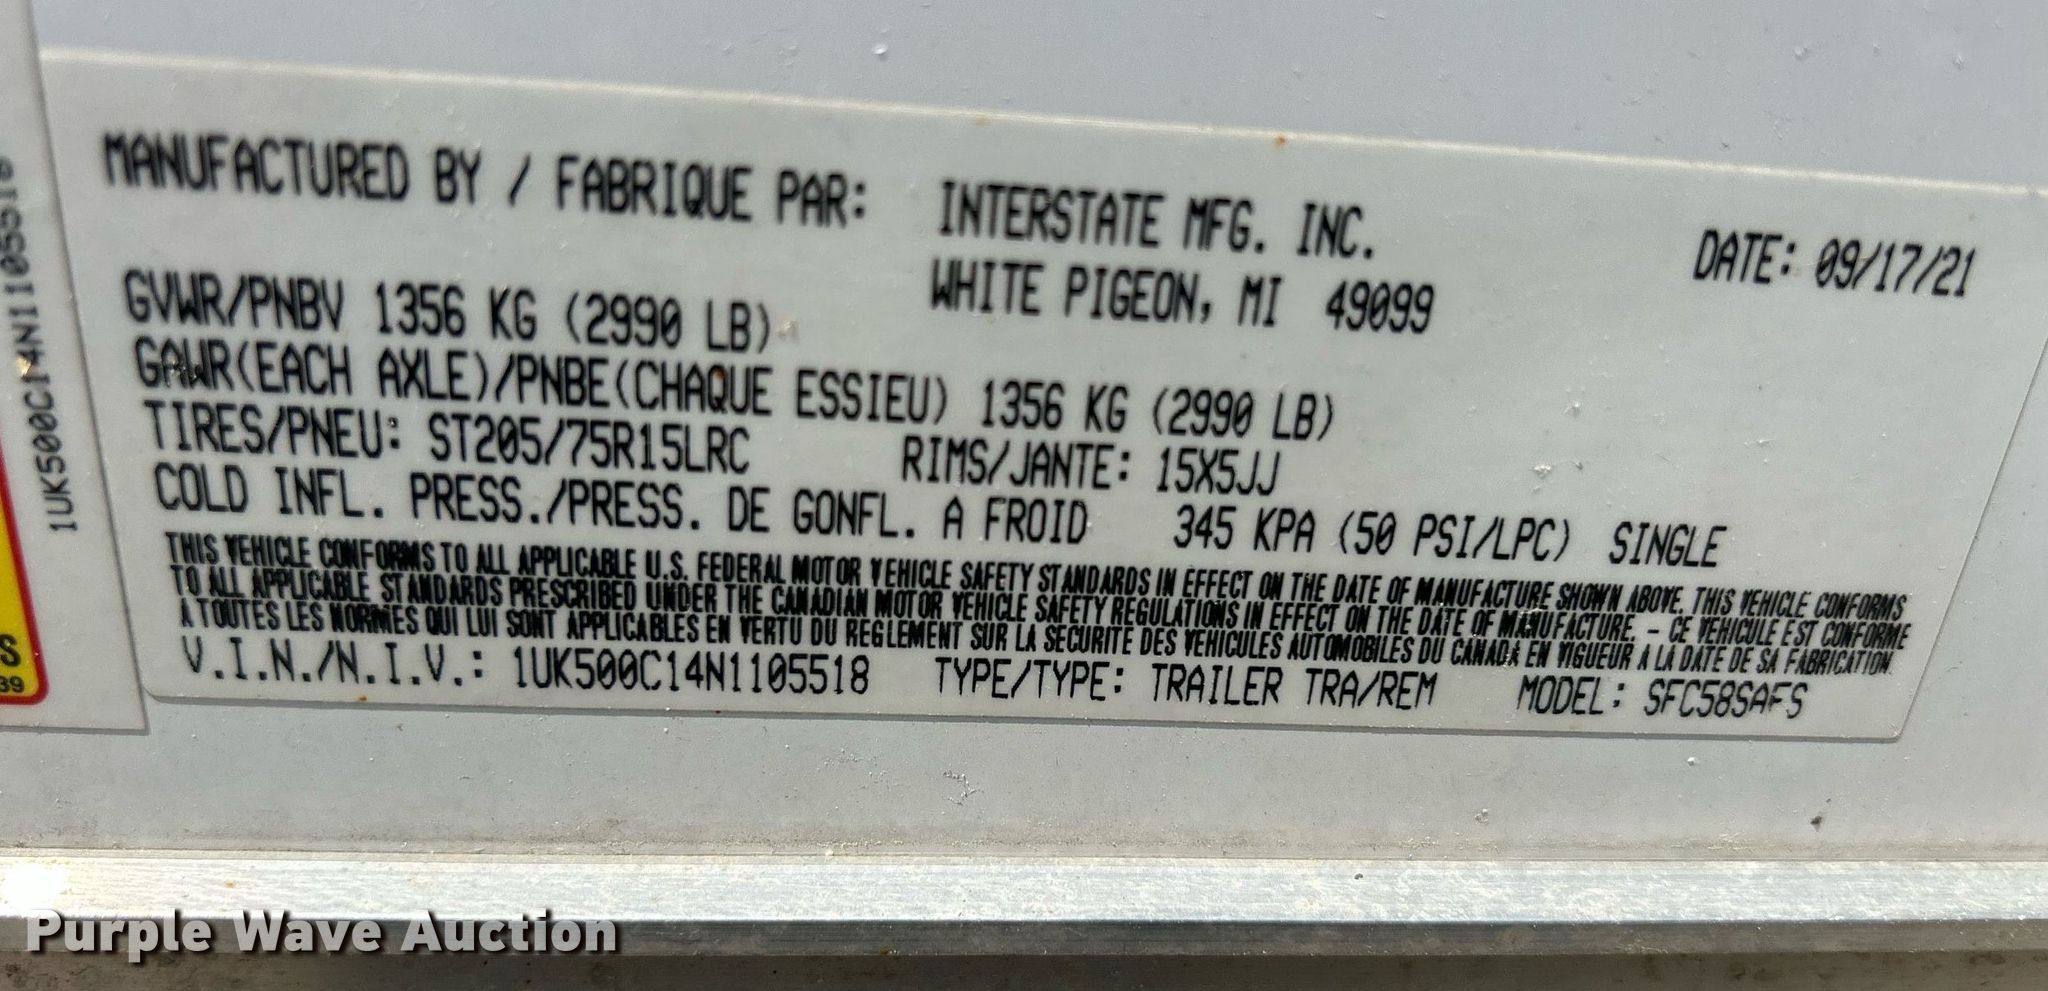 MANUFACTURED BY / FABRIQUE PAR: INTERSTATE MFG. INC. DATE: 09/17/21
WHITE PIGEON, MI 49099
GVWR/PNBV 1356 KG (2990 LB)
GAWR(EACH AXLE)/PNBE(CHAQUE ESSIEU) 1356 KG (2990 LB)
TIRES/PNEU: ST205/75R15LRC RIMS/JANTE: 15X5JJ
COLD INFL. PRESS./PRESS. DE GONFL. A FROID 345 KPA (50 PSI/LPC) SINGLE
THIS VEHICLE CONFORMS TO ALL APPLICABLE U.S. FEDERAL MOTOR VEHICLE SAFETY STANDARDS IN EFFECT ON THE DATE OF MANUFACTURE SHOWN ABOVE. THIS VEHICLE CONFORMS
TO ALL APPLICABLE STANDARDS PRESCRIBED UNDER THE CANADIAN MOTOR VEHICLE SAFETY REGULATIONS IN EFFECT ON THE DATE OF MANUFACTURE. - CE VEHICULE EST CONFORME
A TOUTES LES NORMES QUI LUI SONT APPLICABLES EN VERTU DU REGLEMENT SUR LA SECURITE DES VEHICULES AUTOMOBILES DU CANADA EN VIGUEUR A LA DATE DE SA FABRICATION.
V.I.N./N.I.V.: 1UK500C14N1105518 TYPE/TYPE: TRAILER TRA/REM MODEL: SFC58SAFS
1UK500C14N1105518
S
39
Purple Wave Auction